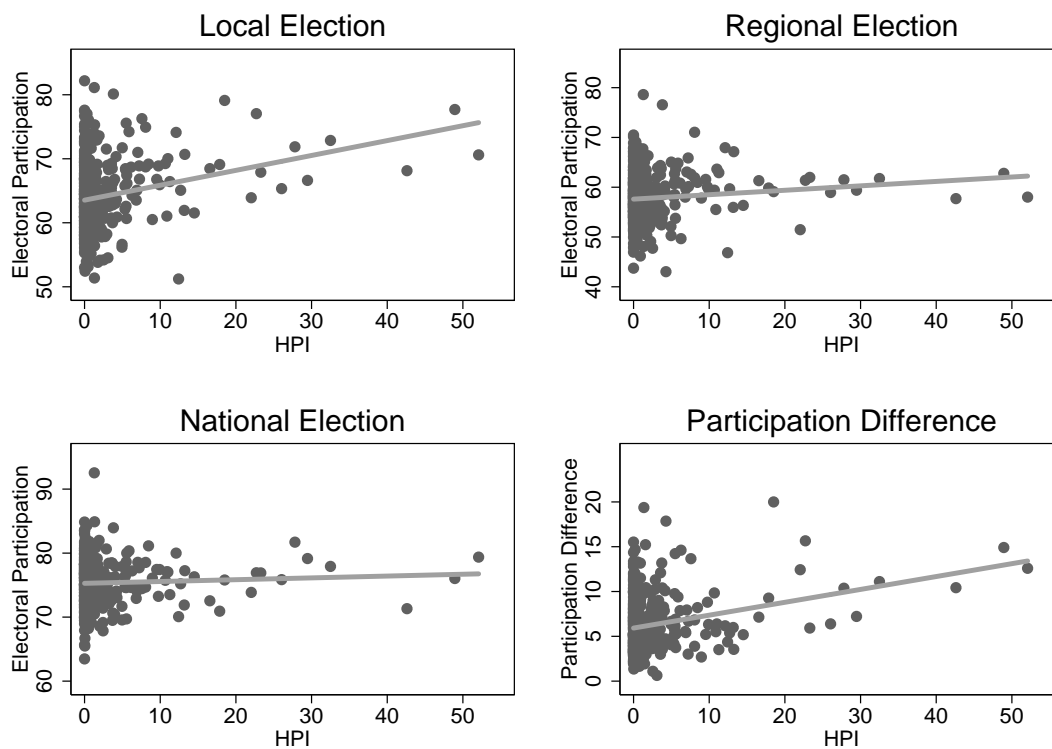 Local Election
Electoral Participation
80
70
60
50
0 10 20 30 40 50
HPI
Regional Election
Electoral Participation
80
70
60
50
40
0 10 20 30 40 50
HPI
National Election
Electoral Participation
90
80
70
60
0 10 20 30 40 50
HPI
Participation Difference
Participation Difference
20
15
10
5
0
0 10 20 30 40 50
HPI